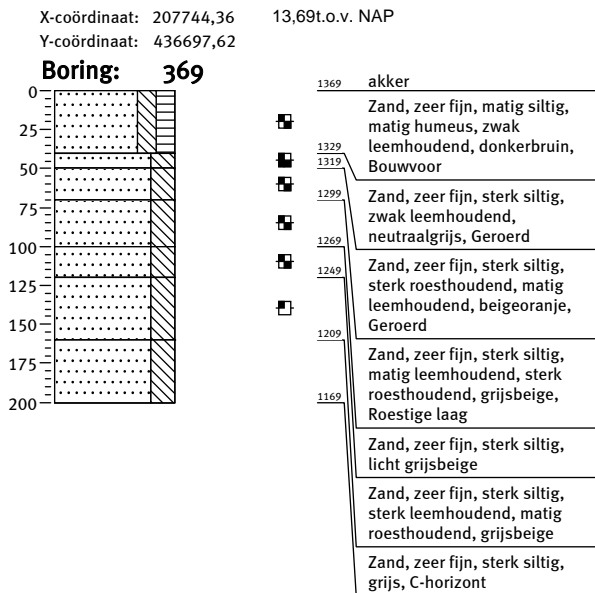 X-coördinaat: 207744,36 13,69t.o.v. NAP
Y-coördinaat: 436697,62
Boring: 369
0
25
50
75
100
125
150
175
200
1369 akker
Zand, zeer fijn, matig siltig,
matig humeus, zwak
leemhoudend, donkerbruin,
Bouwvoor
1329
1319
Zand, zeer fijn, sterk siltig,
zwak leemhoudend,
neutraalgrijs, Geroerd
1299
Zand, zeer fijn, sterk siltig,
sterk roesthoudend, matig
leemhoudend, beigeoranje,
Geroerd
1269
1249
Zand, zeer fijn, sterk siltig,
matig leemhoudend, sterk
roesthoudend, grijsbeige,
Roestige laag
1209
Zand, zeer fijn, sterk siltig,
licht grijsbeige
1169
Zand, zeer fijn, sterk siltig,
sterk leemhoudend, matig
roesthoudend, grijsbeige
Zand, zeer fijn, sterk siltig,
grijs, C-horizont